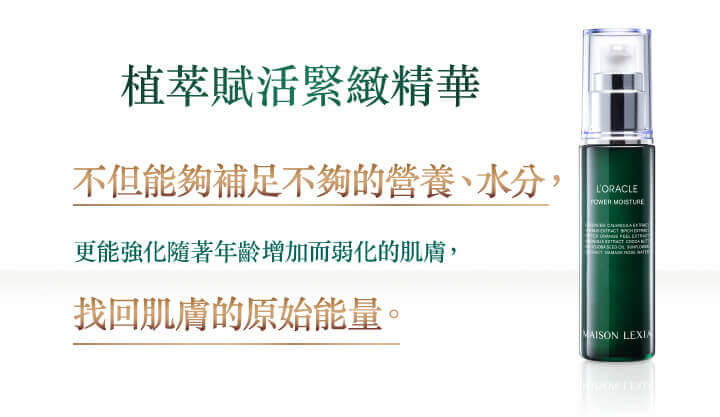 植萃賦活緊緻精華
不但能夠補足不夠的營養、水分，
更能強化隨著年齡增加而弱化的肌膚，
找回肌膚的原始能量。
L'ORACLE
POWER MOISTURE
MAISON LEXIA